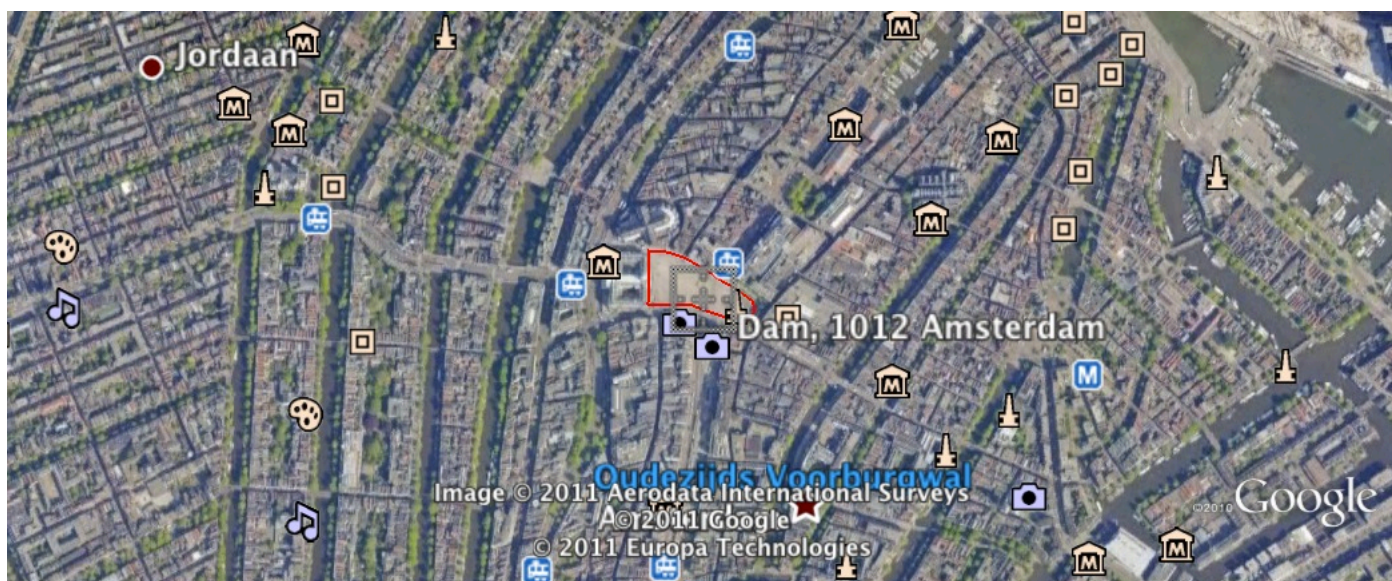 Jordaan
Dam, 1012 Amsterdam
M
Oudezijds Voorburgwal
Image © 2011 Aerodata International Surveys
© 2011 Google
© 2011 Europa Technologies
©2010 Google